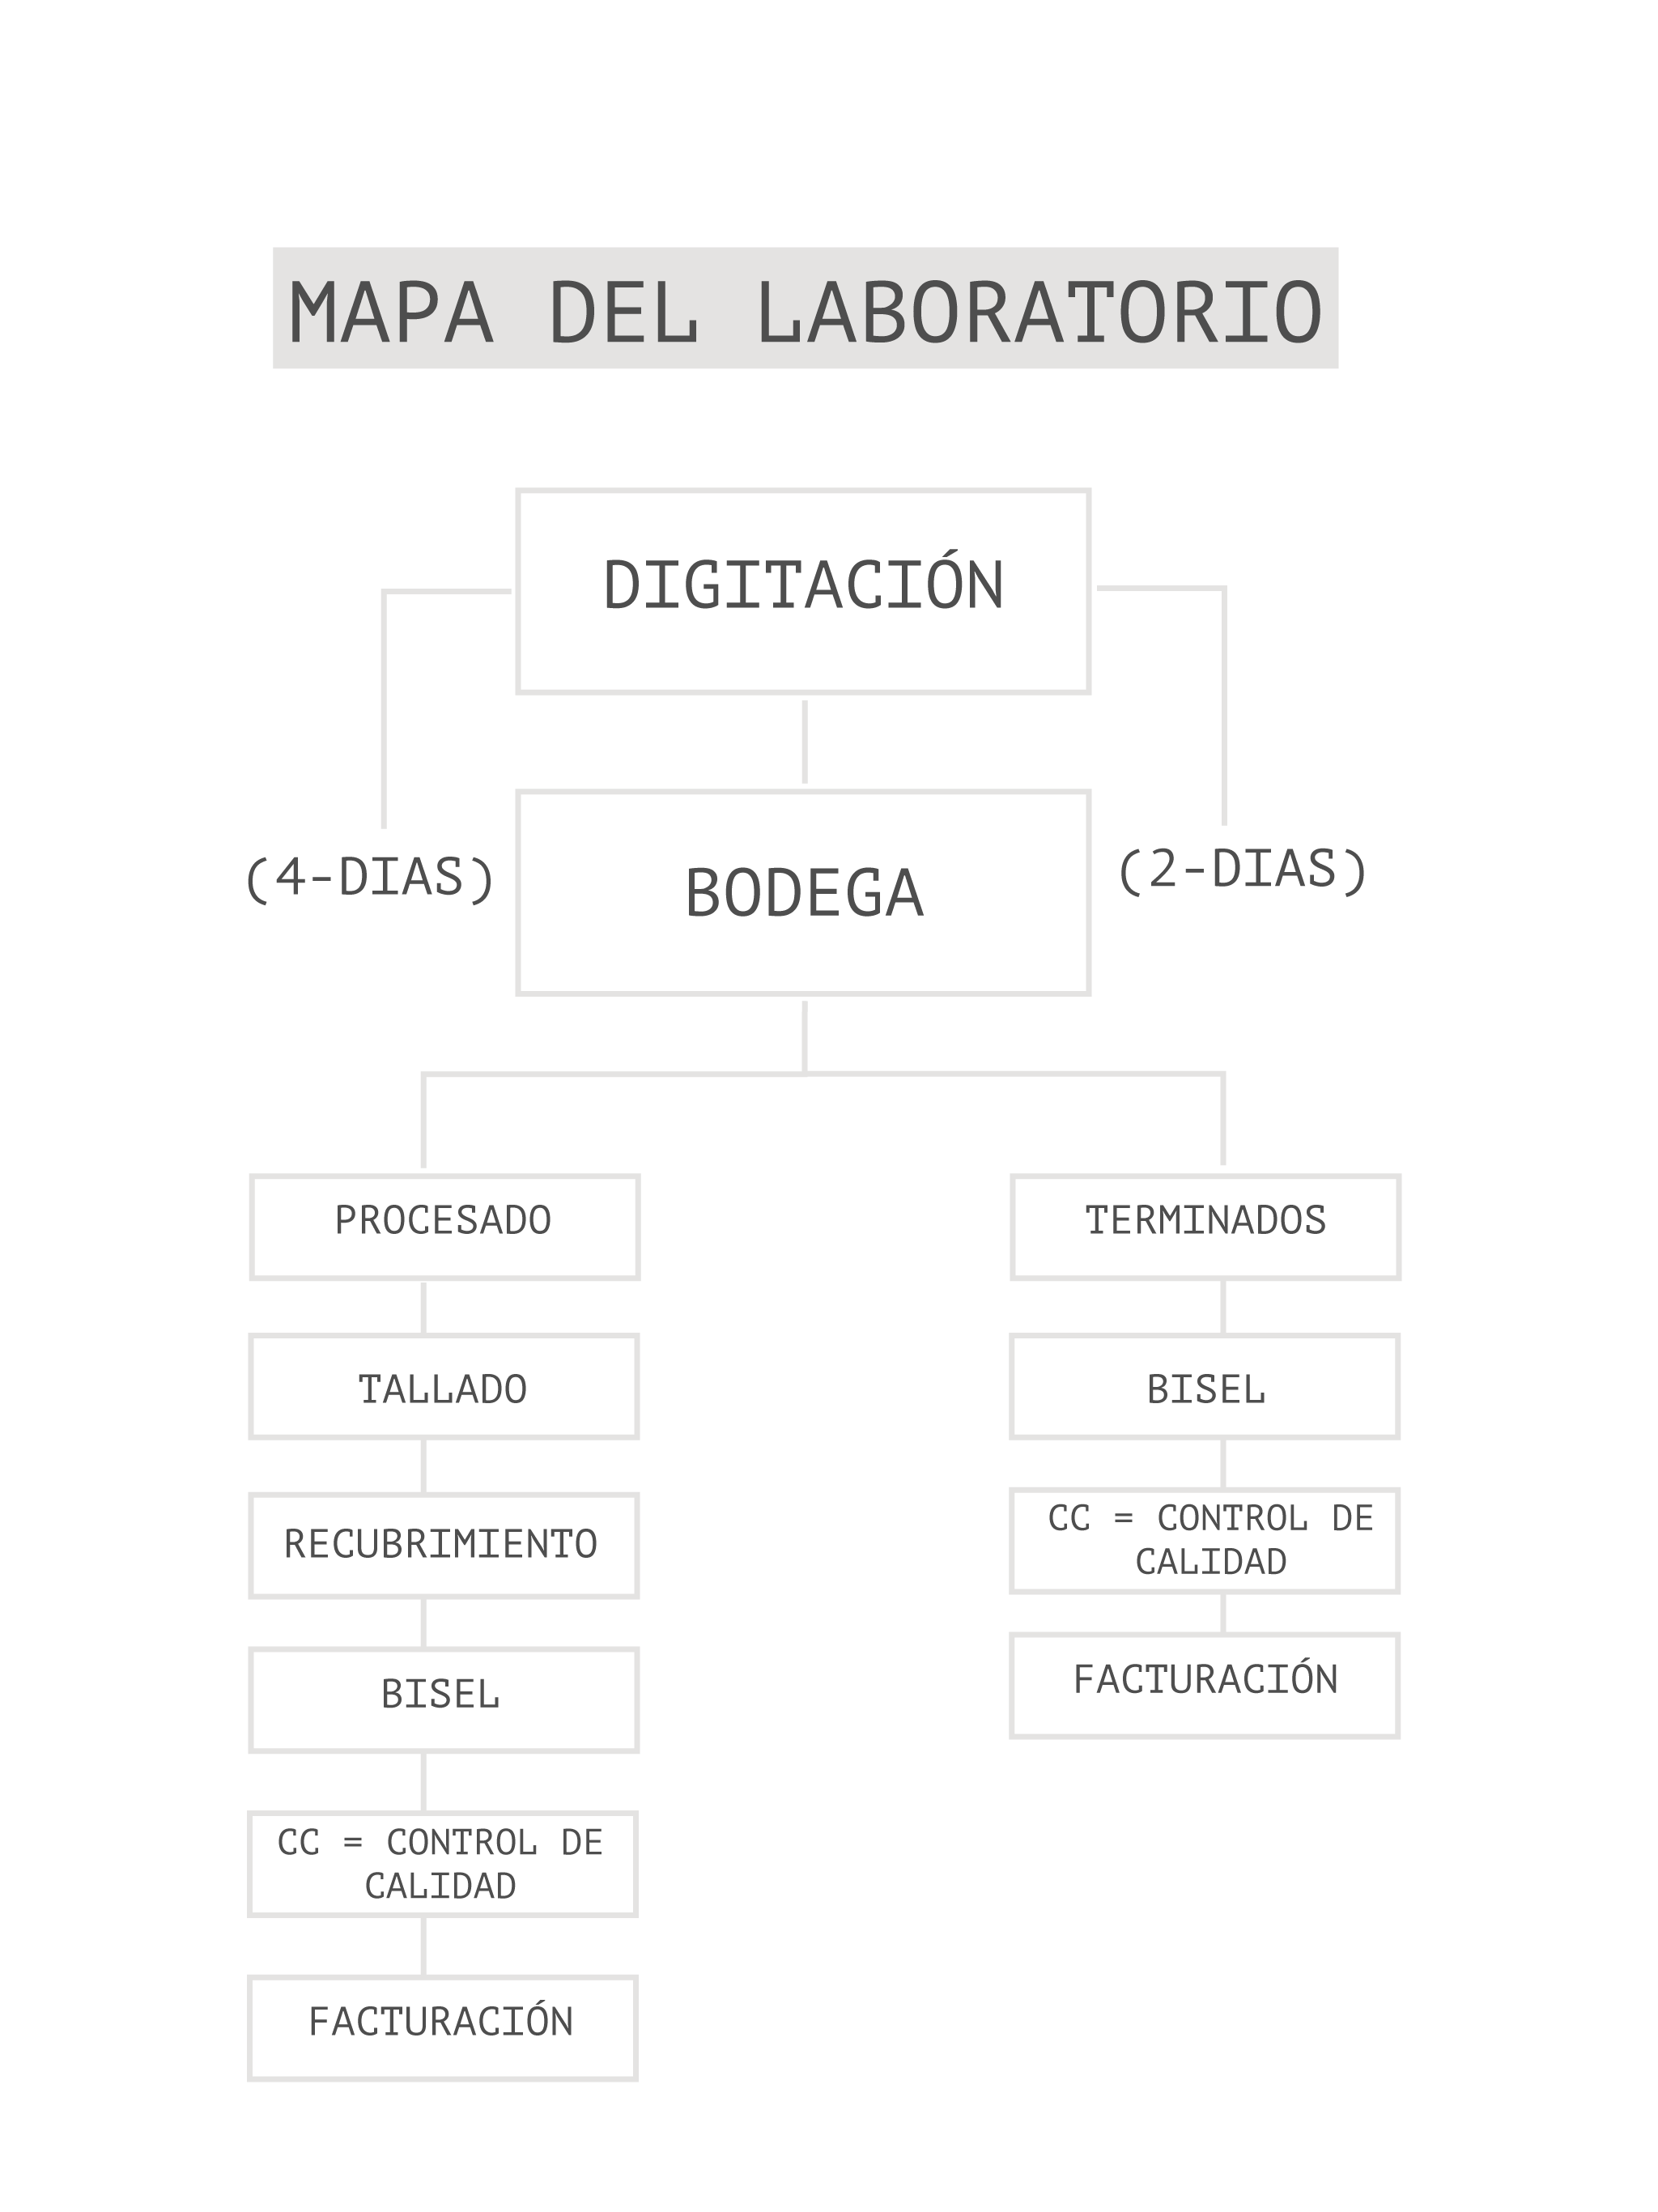 MAPA DEL LABORATORIO
DIGITACIÓN
(4-DIAS)
BODEGA
(2-DIAS)
PROCESADO
TERMINADOS
TALLADO
BISEL
RECUBRIMIENTO
CC = CONTROL DE
CALIDAD
BISEL
FACTURACIÓN
CC = CONTROL DE
CALIDAD
FACTURACIÓN